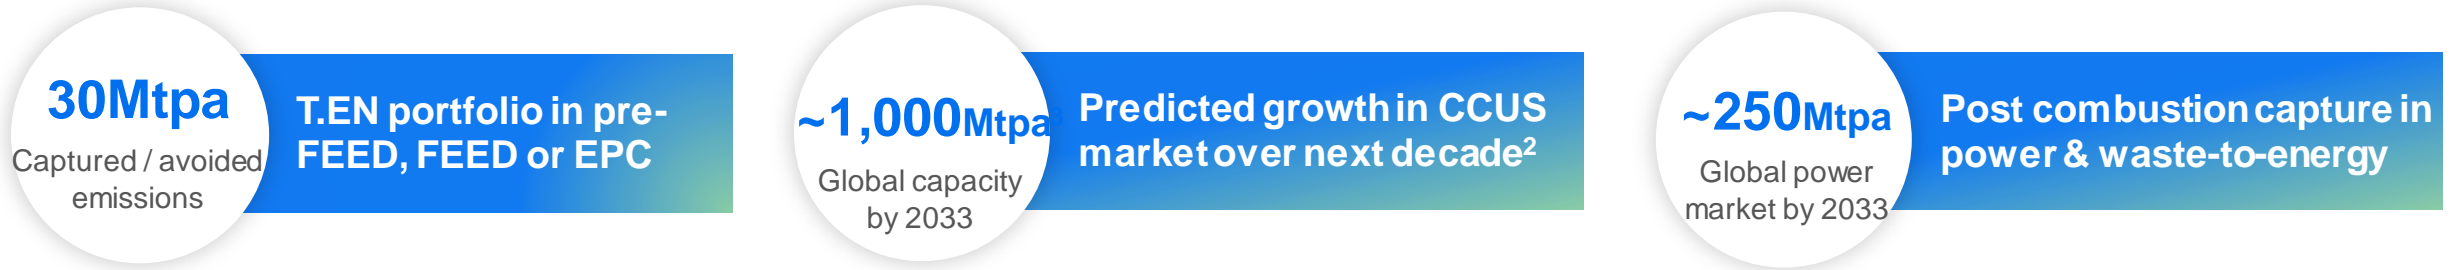 30Mtpa
Captured / avoided
emissions
T.EN portfolio in pre-
FEED, FEED or EPC
~1,000Mtpa3
Global capacity
by 2033
Predicted growth in CCUS
market over next decade2
~250Mtpa
Global power
market by 2033
Post combustion capture in
power & waste-to-energy